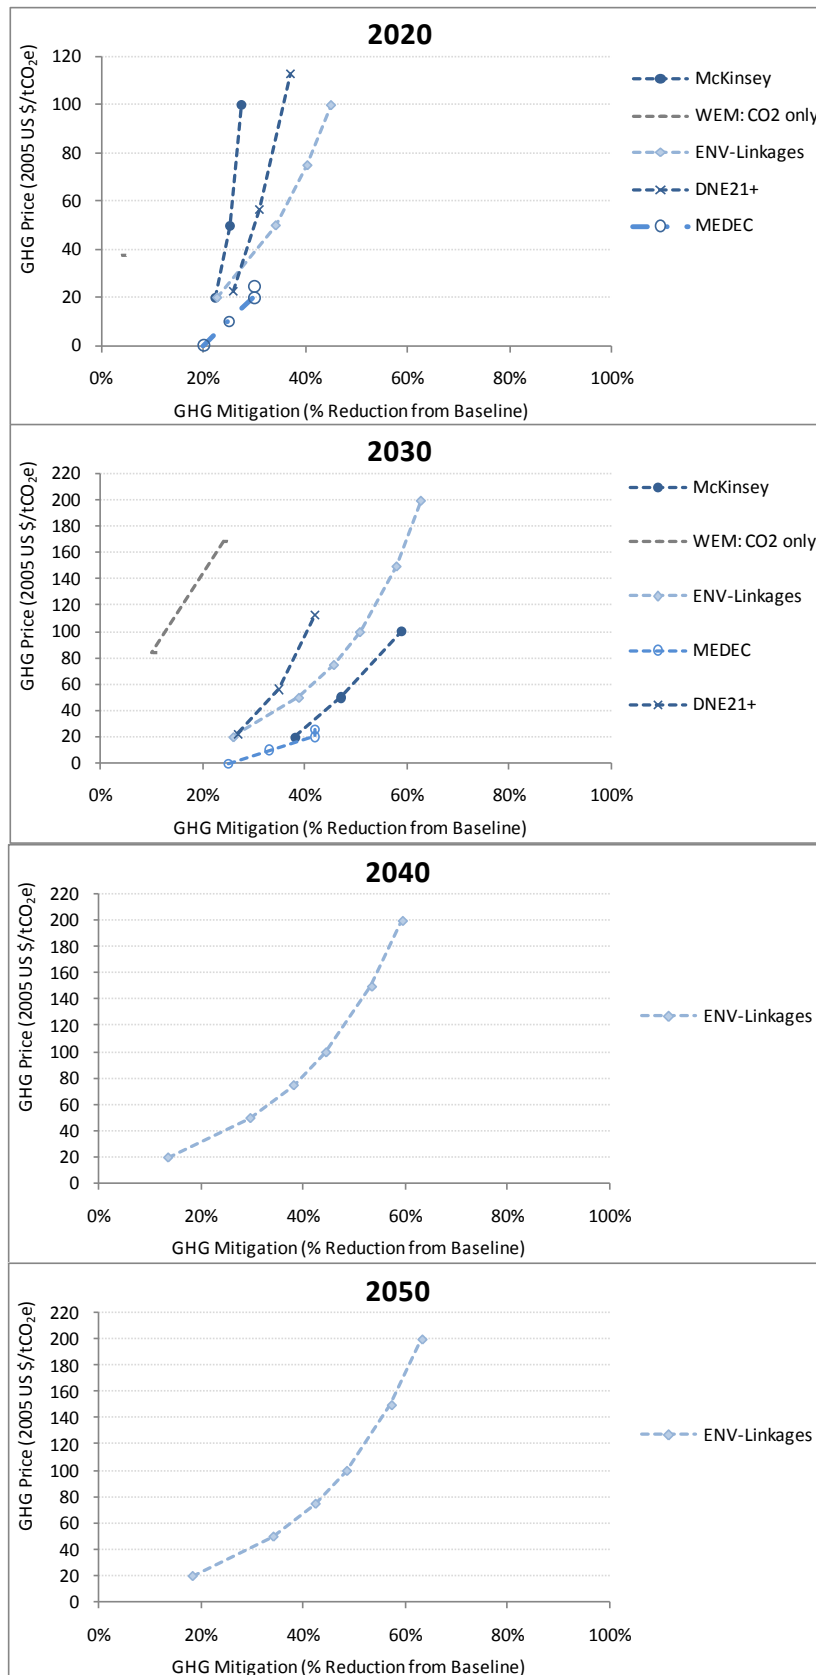 2020
GHG Price (2005 US $/tCO₂e)
120
100
80
60
40
20
0
0% 20% 40% 60% 80% 100%
GHG Mitigation (% Reduction from Baseline)
McKinsey
WEM: CO2 only
ENV-Linkages
DNE21+
MEDEC
2030
GHG Price (2005 US $/tCO₂e)
220
200
180
160
140
120
100
80
60
40
20
0
0% 20% 40% 60% 80% 100%
GHG Mitigation (% Reduction from Baseline)
McKinsey
WEM: CO2 only
ENV-Linkages
MEDEC
DNE21+
2040
GHG Price (2005 US $/tCO₂e)
220
200
180
160
140
120
100
80
60
40
20
0
0% 20% 40% 60% 80% 100%
GHG Mitigation (% Reduction from Baseline)
ENV-Linkages
2050
GHG Price (2005 US $/tCO₂e)
220
200
180
160
140
120
100
80
60
40
20
0
0% 20% 40% 60% 80% 100%
GHG Mitigation (% Reduction from Baseline)
ENV-Linkages